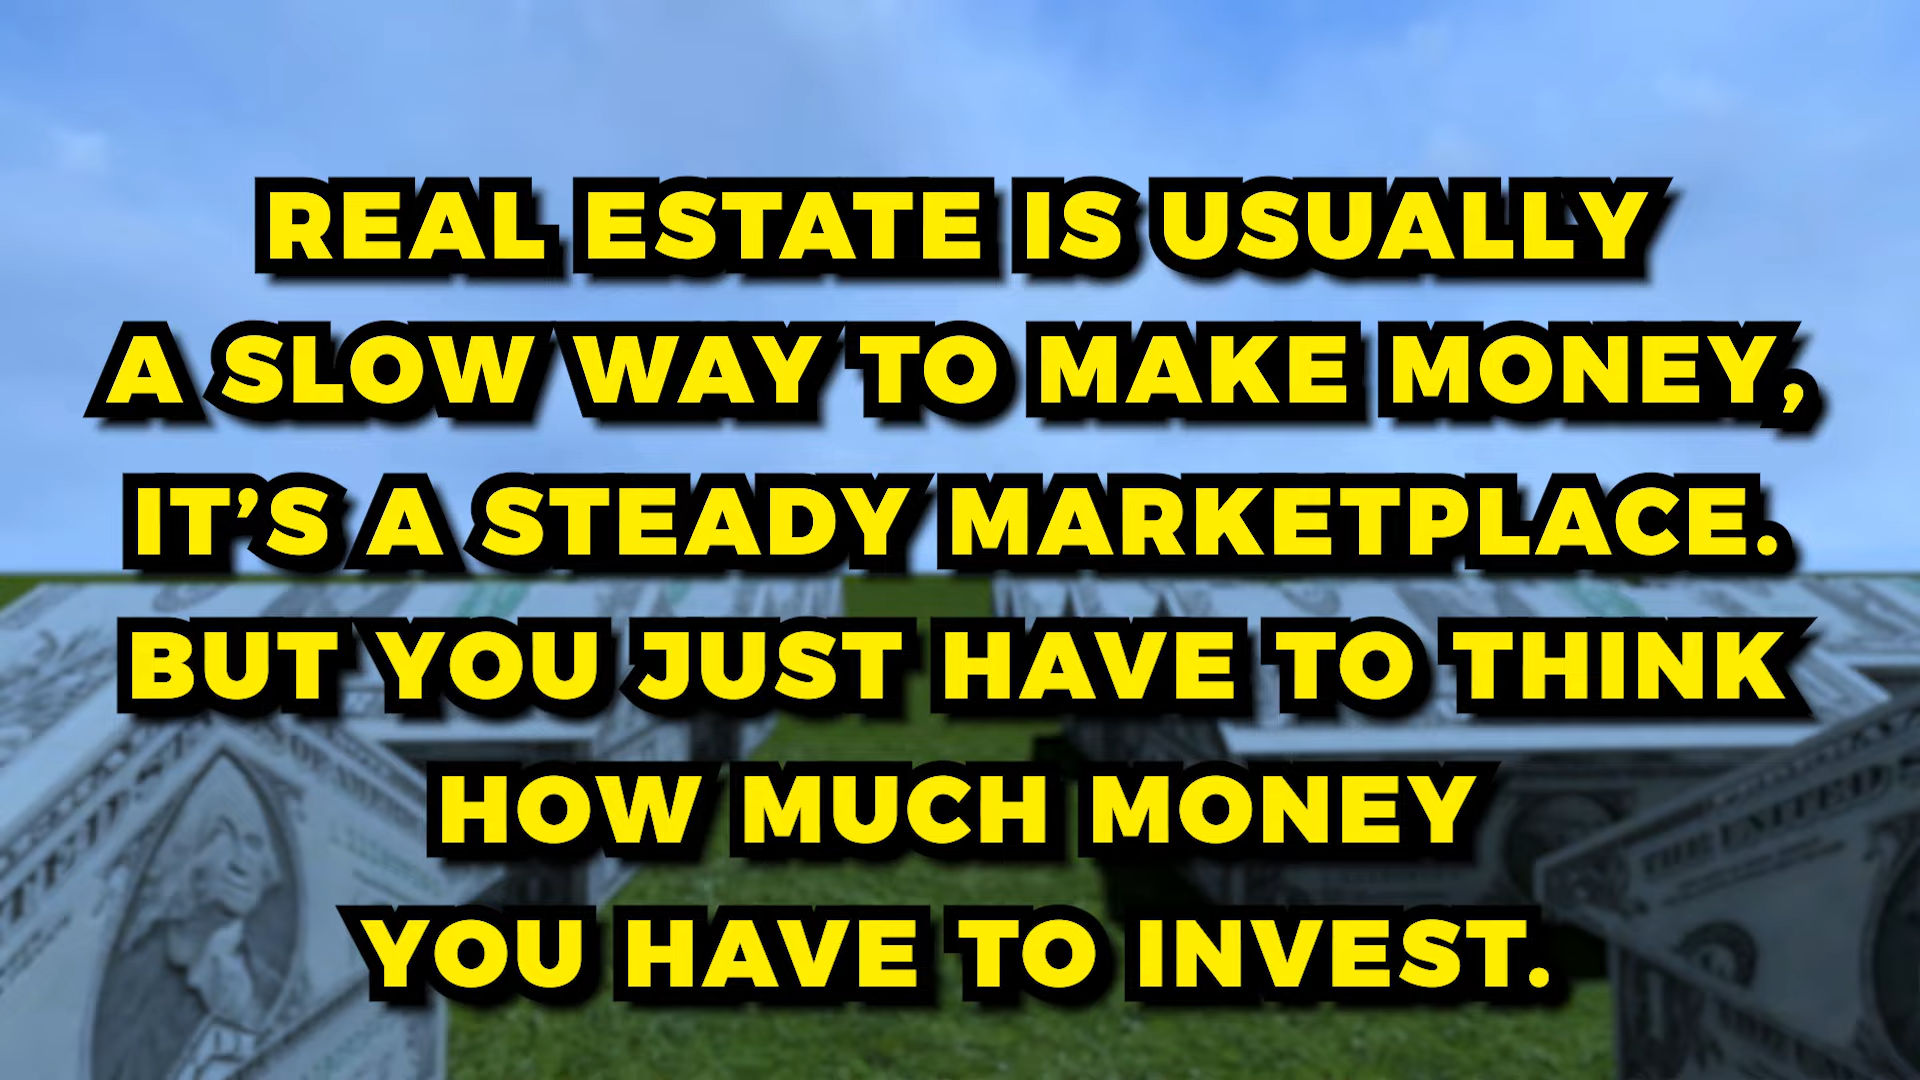 REAL ESTATE IS USUALLY
A SLOW WAY TO MAKE MONEY,
IT’S A STEADY MARKETPLACE.
BUT YOU JUST HAVE TO THINK
HOW MUCH MONEY
YOU HAVE TO INVEST.